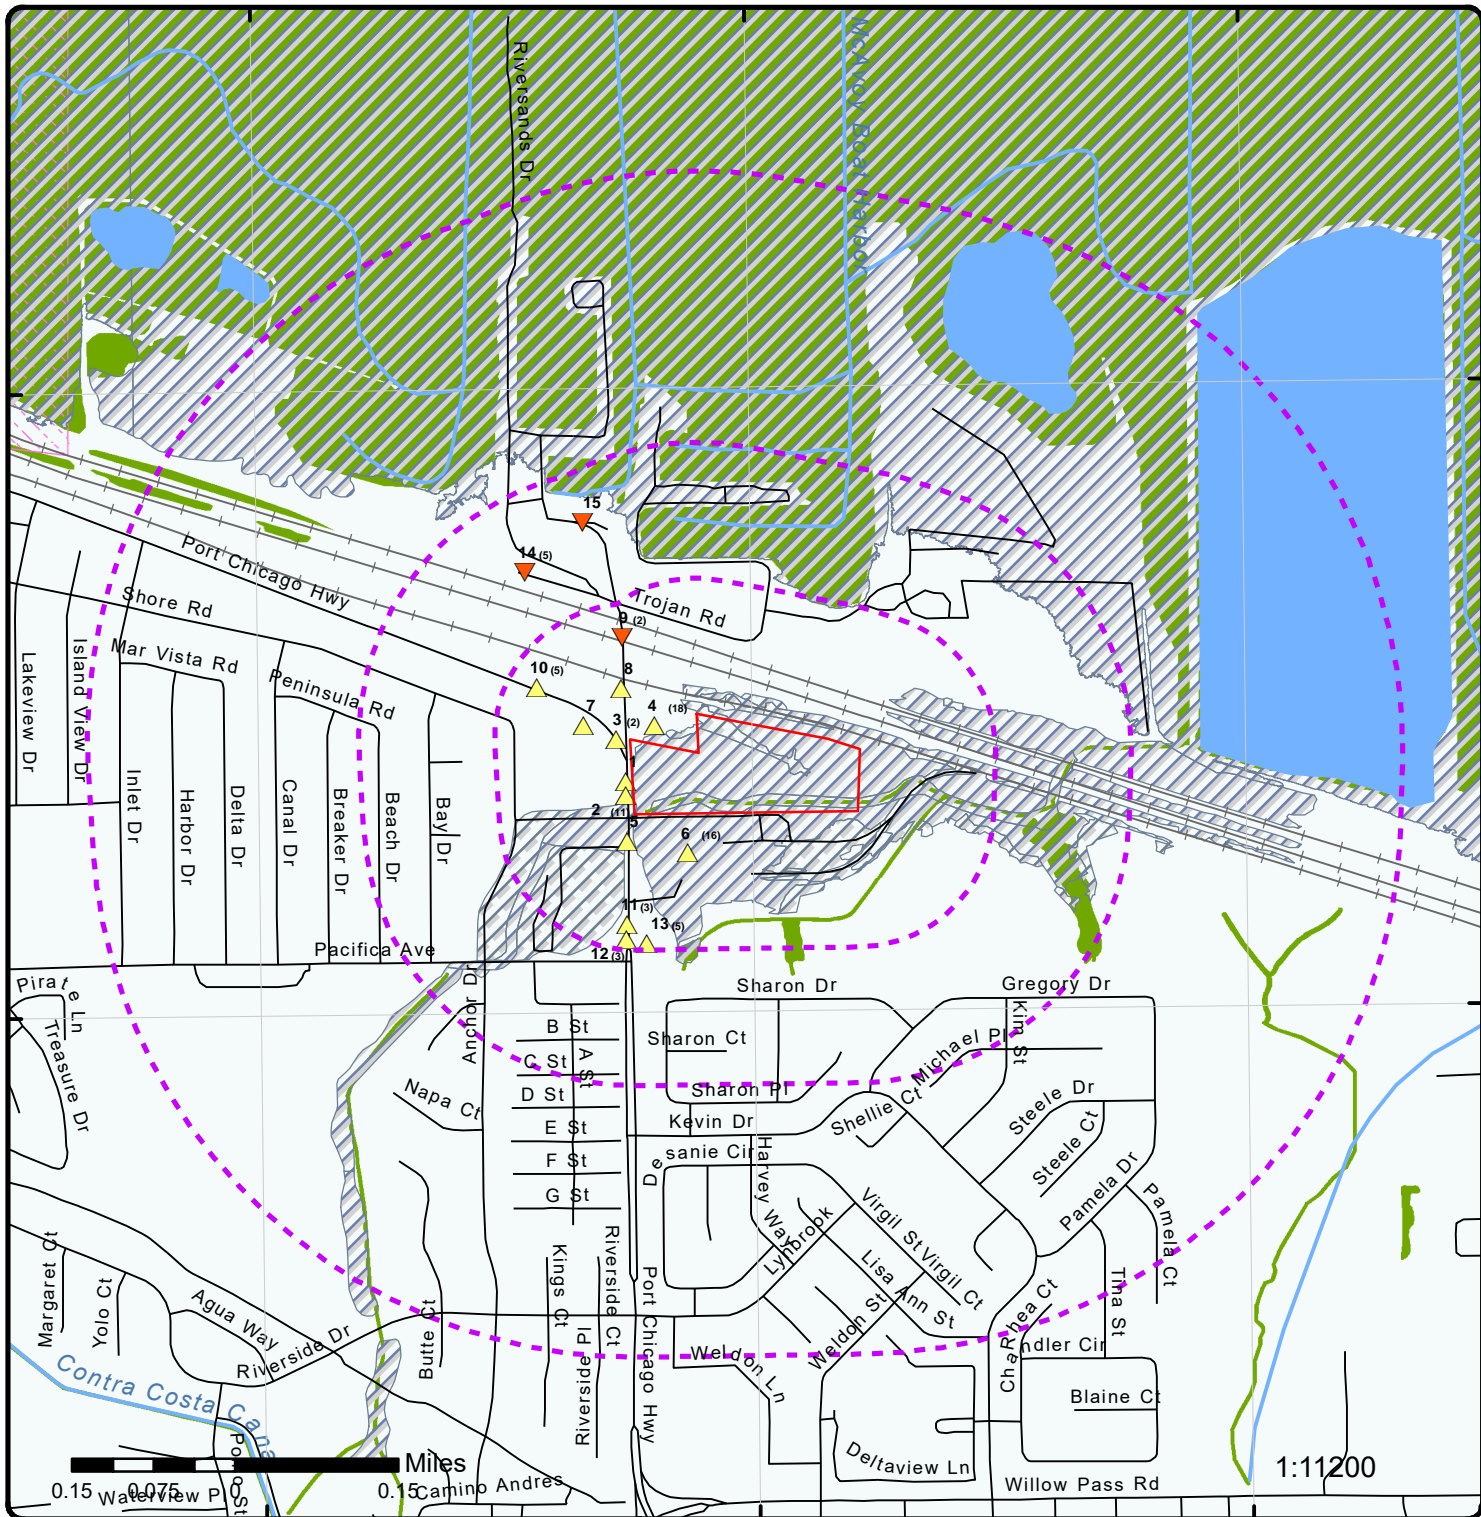 Riversands Dr
McAvoy Boat Harbor
15
14 (5)
Port Chicago Hwy
Trojan Rd
Shore Rd
9 (2)
Mar Vista Rd
10 (5)
8
Peninsula Rd
7
3 (2)
4 (18)
Lakeview Dr
Island View Dr
Inlet Dr
Harbor Dr
Delta Dr
Canal Dr
Breaker Dr
Beach Dr
Bay Dr
1
2 (11)
5
6 (16)
11 (3)
13 (5)
12 (3)
Pacifica Ave
Pirate Ln
Treasure Dr
Anchor Dr
Sharon Dr
Gregory Dr
B St
A St
Sharon Ct
Kim St
C St
Michael Pl
Napa Ct
D St
Sharon Pl
Shellie Ct
Steele Dr
E St
Kevin Dr
Steele Ct
F St
Desanie Cir
Harvey Way
Pamela Dr
Pamela Ct
G St
Virgil St
Virgil Ct
Lynbrook
Margaret Ct
Yolo Ct
Agua Way
Riverside Dr
Butte Ct
Kings Ct
Riverside Ct
Riverside Pl
Port Chicago Hwy
Lisa Ann St
Weldon St
Weldon Ln
Rhea Ct
Tina St
Chandler Cir
Blaine Ct
Contra Costa Canal
Deltaview Ln
Willow Pass Rd
Camino Andres
Waterview Pl
Porto St
Miles
0.15 0.075 0 0.15
1:11200